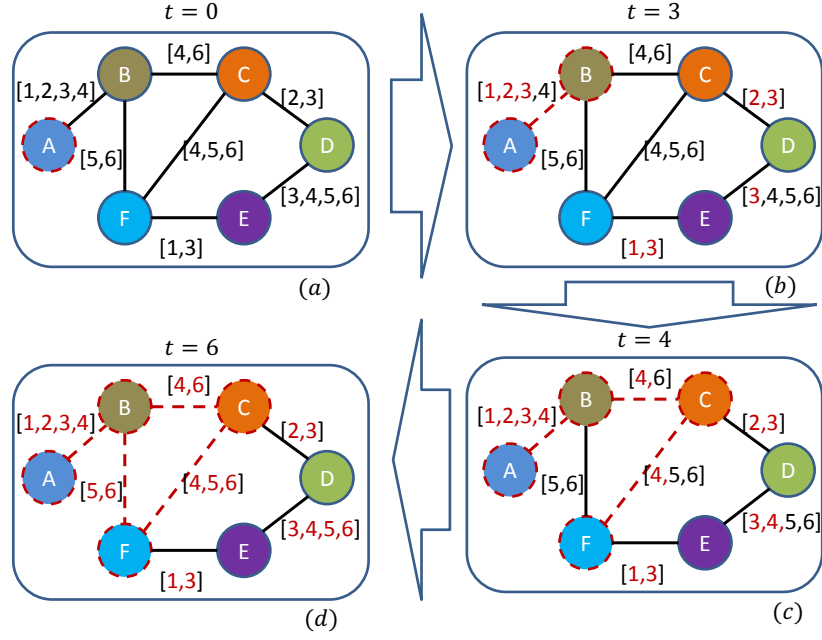 t = 0
[4,6]
B
C
[1,2,3,4]
[2,3]
A
[5,6]
[4,5,6]
D
[3,4,5,6]
F
E
[1,3]
(a)
t = 3
[4,6]
B
C
[1,2,3,4]
[2,3]
A
[5,6]
[4,5,6]
D
[3,4,5,6]
F
E
[1,3]
(b)
t = 6
[4,6]
B
C
[1,2,3,4]
[2,3]
A
[5,6]
[4,5,6]
D
[3,4,5,6]
F
E
[1,3]
(d)
t = 4
[4,6]
B
C
[1,2,3,4]
[2,3]
A
[5,6]
[4,5,6]
D
[3,4,5,6]
F
E
[1,3]
(c)